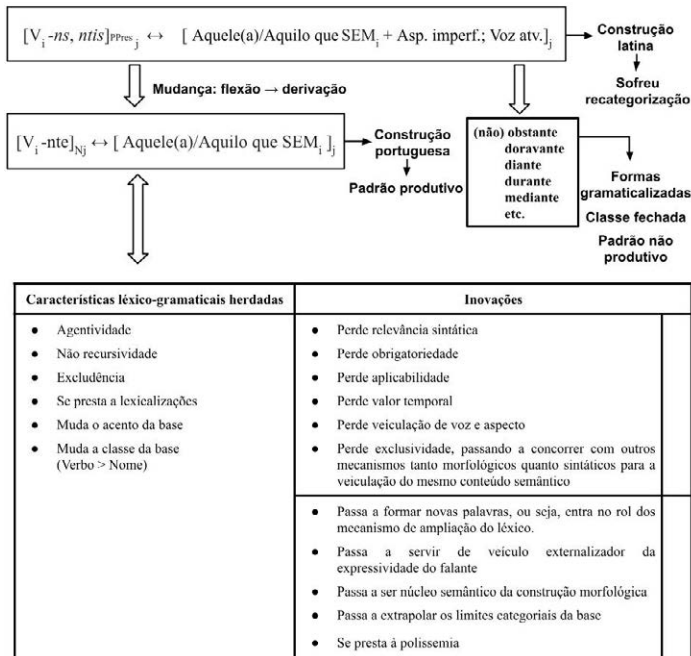 [V_i -ns, ntis]_PPres j ↔ [ Aquele(a)/Aquilo que SEM_i + Asp. imperf.; Voz atv.]_j
Construção
latina
Sofreu
recategorização
Mudança: flexão → derivação
[V_i -nte]_Nj ↔ [ Aquele(a)/Aquilo que SEM_i ]_j
Construção
portuguesa
Padrão produtivo
(não) obstante
doravante
diante
durante
mediante
etc.
Formas
gramaticalizadas
Classe fechada
Padrão não
produtivo
Características léxico-gramaticais herdadas
● Agentividade
● Não recursividade
● Excludência
● Se presta a lexicalizações
● Muda o acento da base
● Muda a classe da base
(Verbo > Nome)
Inovações
● Perde relevância sintática
● Perde obrigatoriedade
● Perde aplicabilidade
● Perde valor temporal
● Perde veiculação de voz e aspecto
● Perde exclusividade, passando a concorrer com outros
mecanismos tanto morfológicos quanto sintáticos para a
veiculação do mesmo conteúdo semântico
● Passa a formar novas palavras, ou seja, entra no rol dos
mecanismo de ampliação do léxico.
● Passa a servir de veículo externalizador da
expressividade do falante
● Passa a ser núcleo semântico da construção morfológica
● Passa a extrapolar os limites categoriais da base
● Se presta à polissemia